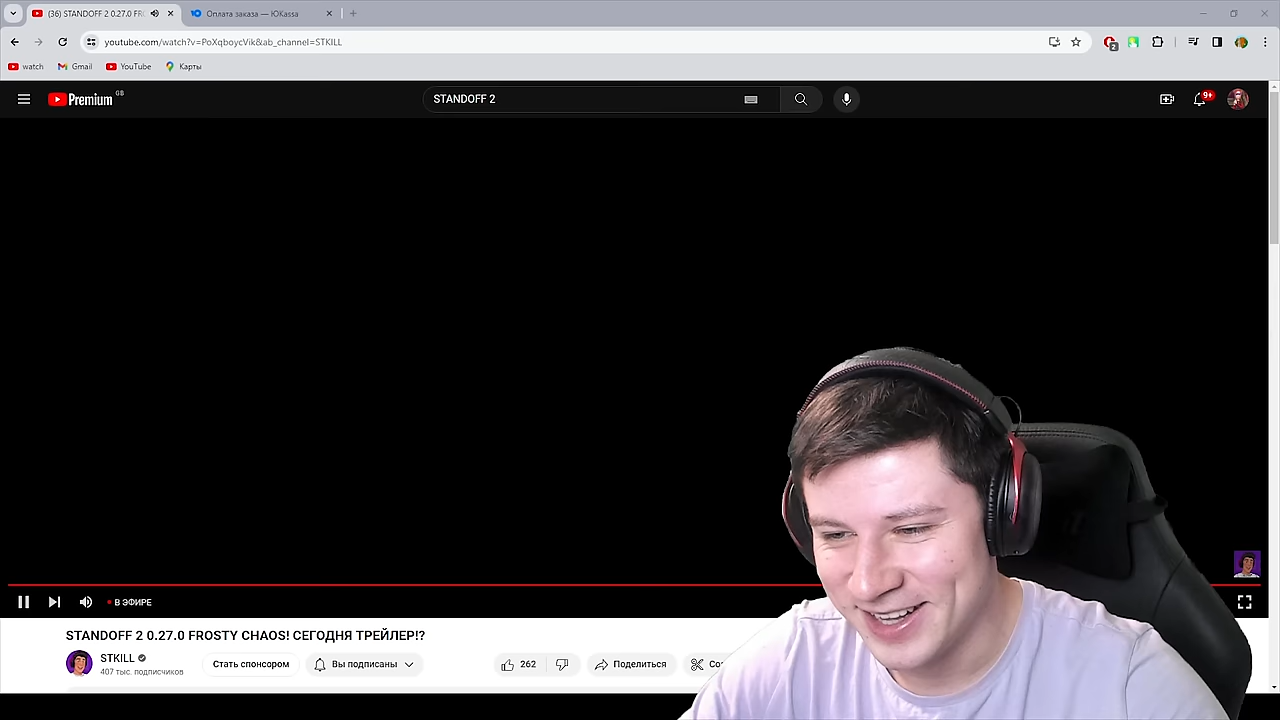 (36) STANDOFF 2 0.27.0 FRO
Оплата заказа — ЮKassa
youtube.com/watch?v=PoXqboycVik&ab_channel=STKILL
2
watch
Gmail
YouTube
Карты
Premium
GB
STANDOFF 2
9+
В ЭФИРЕ
STANDOFF 2 0.27.0 FROSTY CHAOS! СЕГОДНЯ ТРЕЙЛЕР!?
STKILL
407 тыс. подписчиков
Стать спонсором
Вы подписаны
262
Поделиться